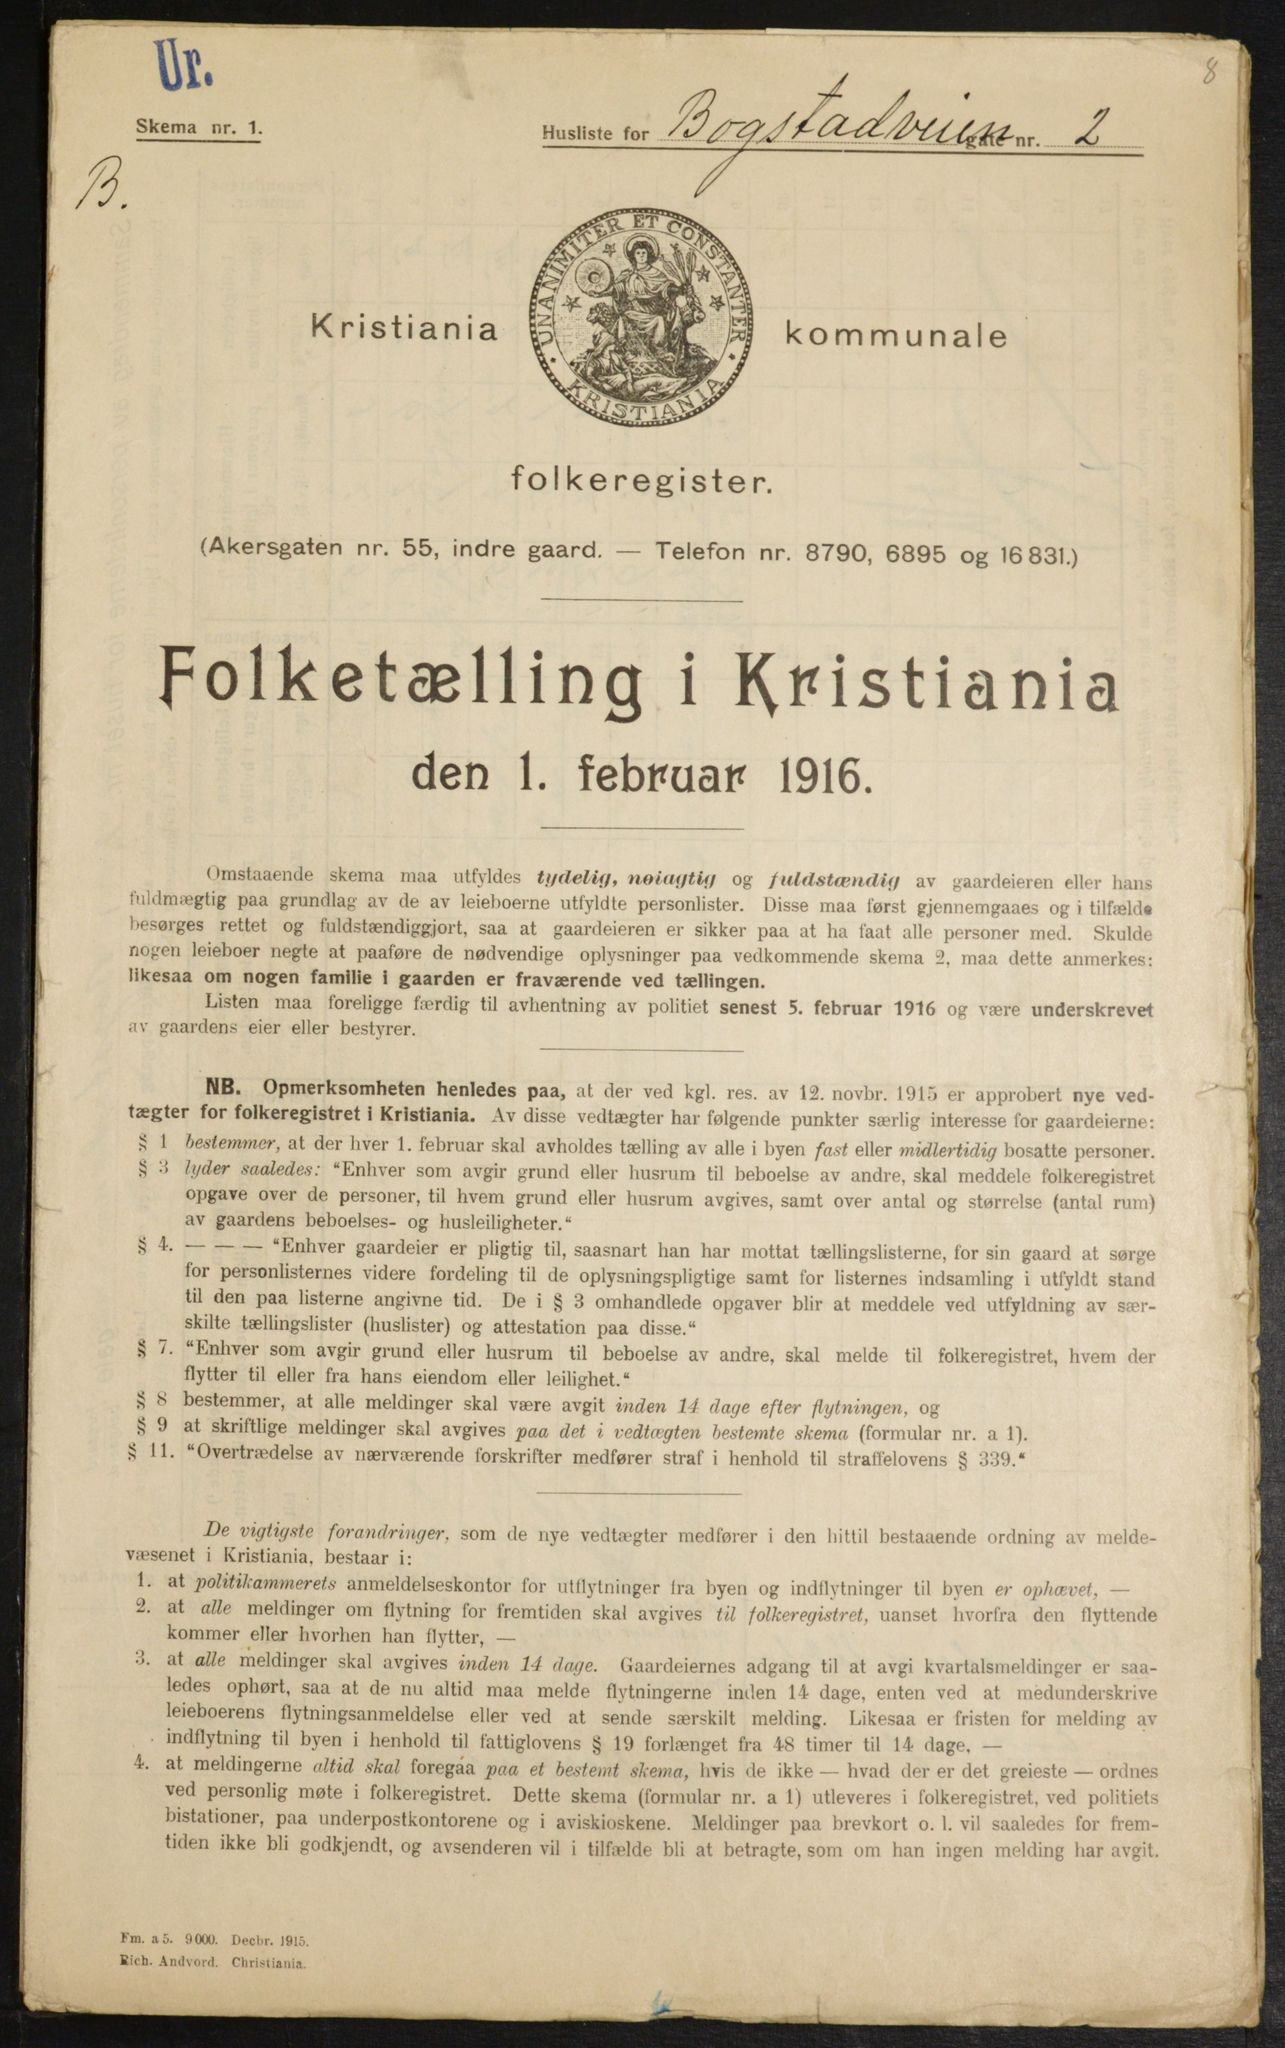 8
Ur.
Skema nr. 1.
Husliste for Bogstadveien gate nr. 2
B.
UNANIMITER ET CONSTANTER
KRISTIANIA
Kristiania kommunale
folkeregister.
(Akersgaten nr. 55, indre gaard. — Telefon nr. 8790, 6895 og 16 831.)
Folketælling i Kristiania
den 1. februar 1916.
Omstaaende skema maa utfyldes tydelig, nøiagtig og fuldstændig av gaardeieren eller hans
fuldmægtig paa grundlag av de av leieboerne utfyldte personlister. Disse maa først gjennemgaaes og i tilfælde
besørges rettet og fuldstændiggjort, saa at gaardeieren er sikker paa at ha faat alle personer med. Skulde
nogen leieboer negte at paaføre de nødvendige oplysninger paa vedkommende skema 2, maa dette anmerkes:
likesaa om nogen familie i gaarden er fraværende ved tællingen.
Listen maa foreligge færdig til avhentning av politiet senest 5. februar 1916 og være underskrevet
av gaardens eier eller bestyrer.
NB. Opmerksomheten henledes paa, at der ved kgl. res. av 12. novbr. 1915 er approbert nye ved-
tægter for folkeregistret i Kristiania. Av disse vedtægter har følgende punkter særlig interesse for gaardeierne:
§ 1 bestemmer, at der hver 1. februar skal avholdes tælling av alle i byen fast eller midlertidig bosatte personer.
§ 3 lyder saaledes: "Enhver som avgir grund eller husrum til beboelse av andre, skal meddele folkeregistret
opgave over de personer, til hvem grund eller husrum avgives, samt over antal og størrelse (antal rum)
av gaardens beboelses- og husleiligheter."
§ 4. — — — "Enhver gaardeier er pligtig til, saasnart han har mottat tællingslisterne, for sin gaard at sørge
for personlisternes videre fordeling til de oplysningspligtige samt for listernes indsamling i utfyldt stand
til den paa listerne angivne tid. De i § 3 omhandlede opgaver blir at meddele ved utfyldning av sær-
skilte tællingslister (huslister) og attestation paa disse."
§ 7. "Enhver som avgir grund eller husrum til beboelse av andre, skal melde til folkeregistret, hvem der
flytter til eller fra hans eiendom eller leilighet."
§ 8 bestemmer, at alle meldinger skal være avgit inden 14 dage efter flytningen, og
§ 9 at skriftlige meldinger skal avgives paa det i vedtægten bestemte skema (formular nr. a 1).
§ 11. "Overtrædelse av nærværende forskrifter medfører straf i henhold til straffelovens § 339."
De vigtigste forandringer, som de nye vedtægter medfører i den hittil bestaaende ordning av melde-
væsenet i Kristiania, bestaar i:
1. at politikammerets anmeldelseskontor for utflytninger fra byen og indflytninger til byen er ophævet, —
2. at alle meldinger om flytning for fremtiden skal avgives til folkeregistret, uanset hvorfra den flyttende
kommer eller hvorhen han flytter, —
3. at alle meldinger skal avgives inden 14 dage. Gaardeiernes adgang til at avgi kvartalsmeldinger er saa-
ledes ophørt, saa at de nu altid maa melde flytningerne inden 14 dage, enten ved at medunderskrive
leieboerens flytningsanmeldelse eller ved at sende særskilt melding. Likesaa er fristen for melding av
indflytning til byen i henhold til fattiglovens § 19 forlænget fra 48 timer til 14 dage, —
4. at meldingerne altid skal foregaa paa et bestemt skema, hvis de ikke — hvad der er det greieste — ordnes
ved personlig møte i folkeregistret. Dette skema (formular nr. a 1) utleveres i folkeregistret, ved politiets
bistationer, paa underpostkontorene og i aviskioskene. Meldinger paa brevkort o. l. vil saaledes for frem-
tiden ikke bli godkjendt, og avsenderen vil i tilfælde bli at betragte, som om han ingen melding har avgit.
Fm. a 5. 9 000. Decbr. 1915.
Rich. Andvord. Christiania.